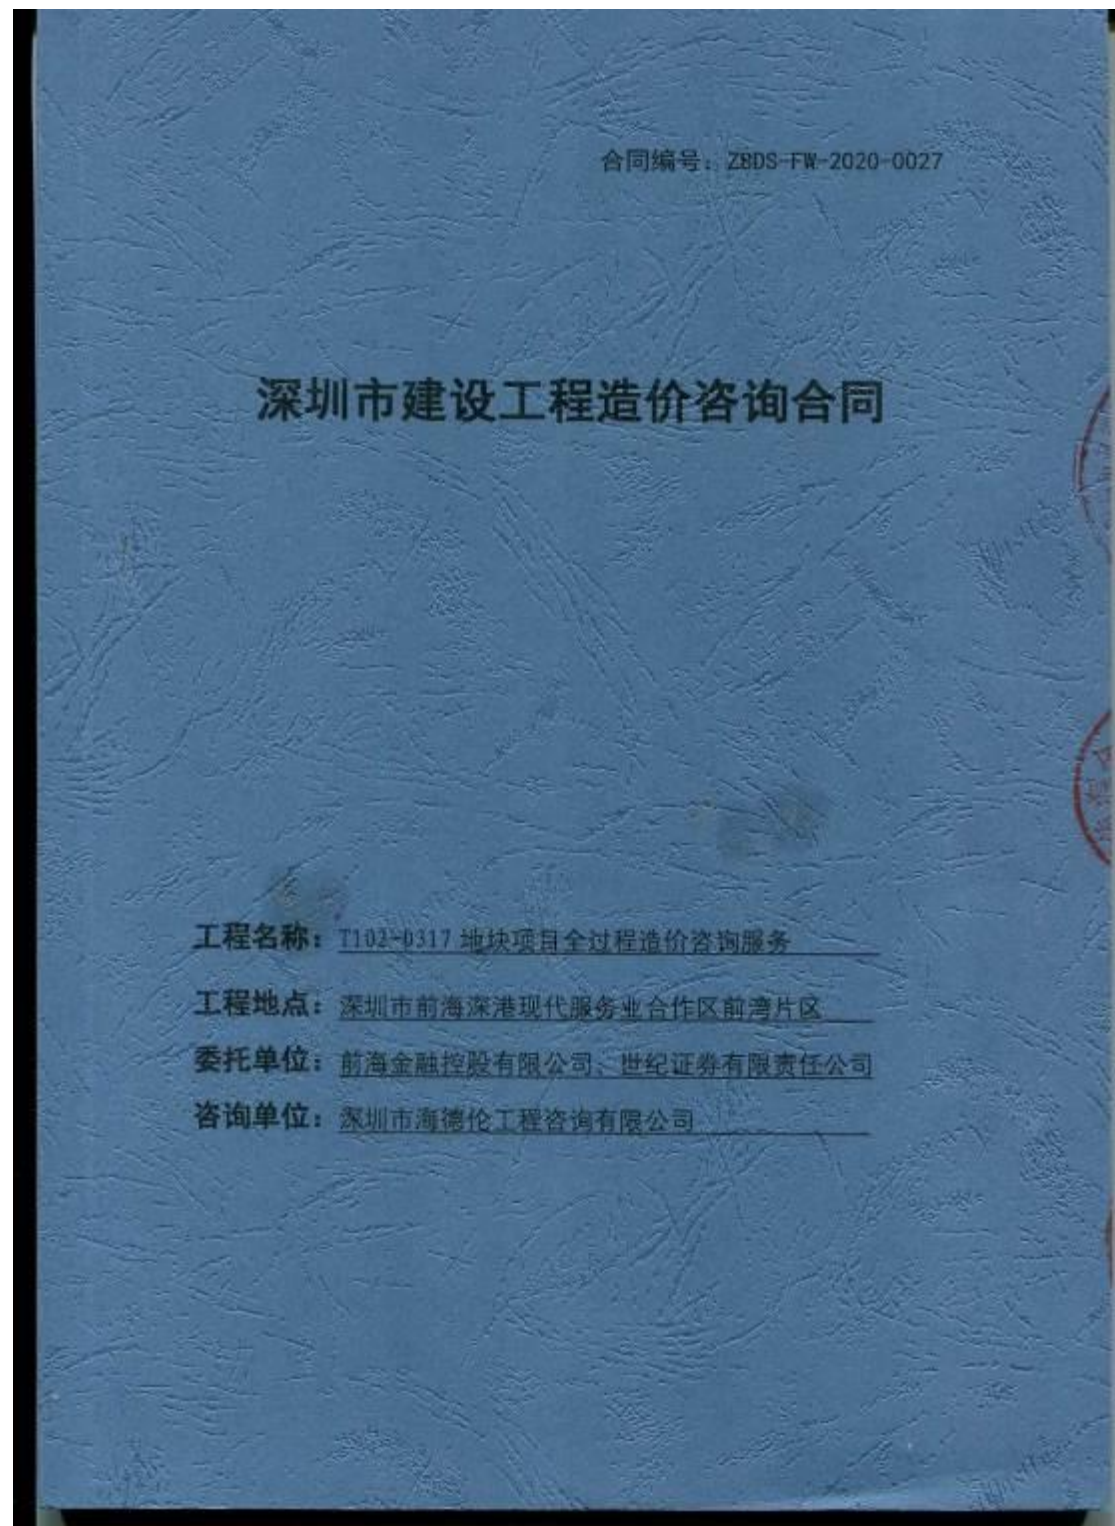 合同编号：ZBDS-FW-2020-0027
深圳市建设工程造价咨询合同
工程名称：T102-0317 地块项目全过程造价咨询服务
工程地点：深圳市前海深港现代服务业合作区前湾片区
委托单位：前海金融控股有限公司、世纪证券有限责任公司
咨询单位：深圳市海德伦工程咨询有限公司